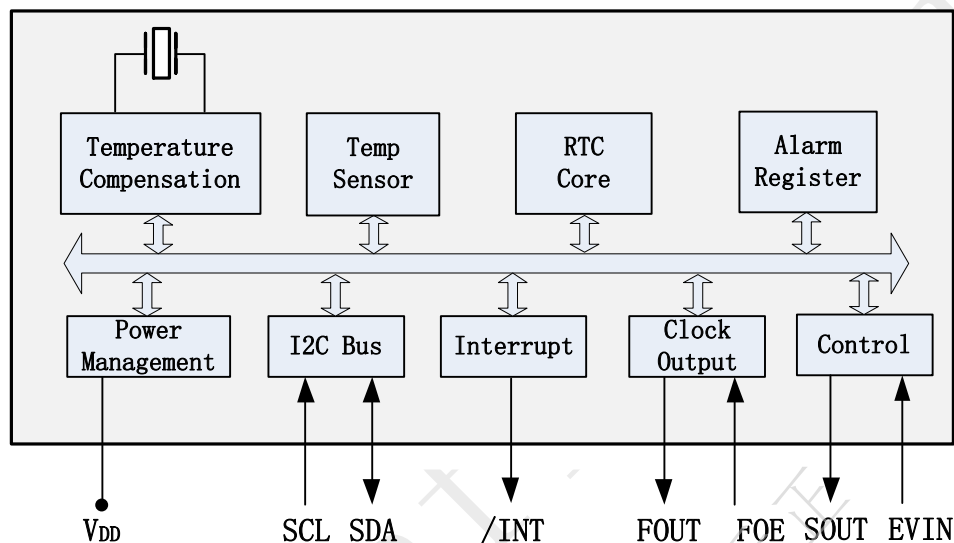 Temperature
Compensation
Temp
Sensor
RTC
Core
Alarm
Register
Power
Management
I2C Bus
Interrupt
Clock
Output
Control
VDD
SCL
SDA
/INT
FOUT
FOE
SOUT
EVIN
正